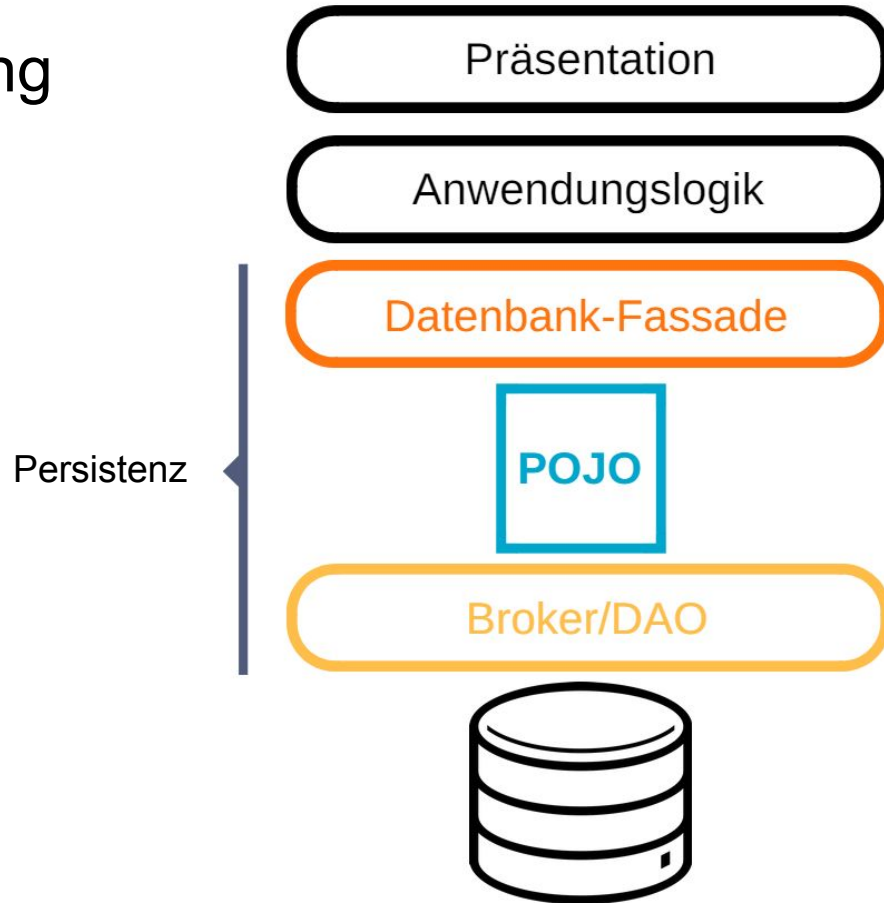 ng
Präsentation
Anwendungslogik
Datenbank-Fassade
POJO
Persistenz
Broker/DAO